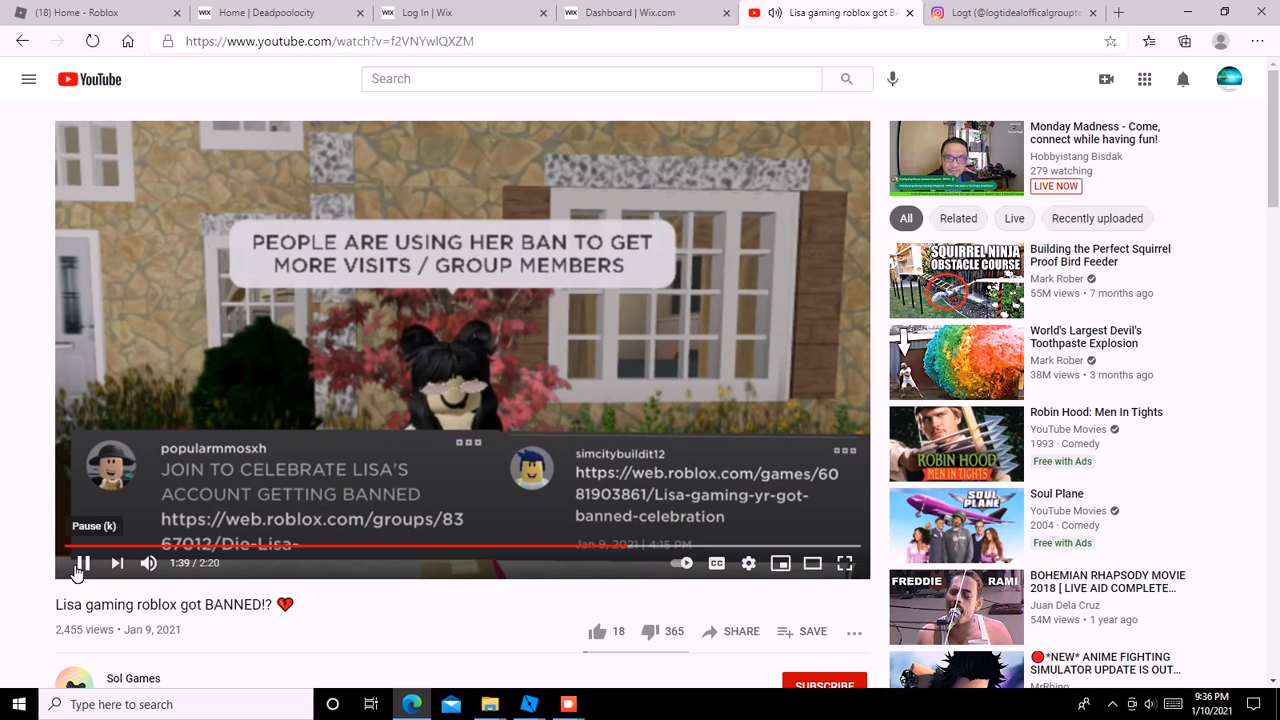 (18) Home - Roblox
WIX Home | Deadpoolocity
WIX Log In | Wix
WIX Dashboard | Wix.com
Lisa gaming roblox got BA
Logt (@logtidealofficalgroupte
https://www.youtube.com/watch?v=f2VNYwlQXZM
YouTube
Search
PEOPLE ARE USING HER BAN TO GET
MORE VISITS / GROUP MEMBERS
popularmmosxh
JOIN TO CELEBRATE LISA'S
ACCOUNT GETTING BANNED
https://web.roblox.com/groups/83
67012/Die-Lisa-
simcitybuildit12
https://web.roblox.com/games/60
81903861/Lisa-gaming-yr-got-
banned-celebration
Jan 9, 2021 | 4:15 PM
Pause (k)
1:39 / 2:20
CC
Lisa gaming roblox got BANNED!? 💔
2,455 views • Jan 9, 2021
18
365
SHARE
SAVE
Sol Games
SUBSCRIBE
Monday Madness - Come,
connect while having fun!
Hobbyistang Bisdak
279 watching
LIVE NOW
All
Related
Live
Recently uploaded
SQUIRREL NINJA
OBSTACLE COURSE
Building the Perfect Squirrel
Proof Bird Feeder
Mark Rober
55M views • 7 months ago
World's Largest Devil's
Toothpaste Explosion
Mark Rober
38M views • 3 months ago
ROBIN HOOD
MEN IN TIGHTS
Robin Hood: Men In Tights
YouTube Movies
1993 • Comedy
Free with Ads
SOUL
PLANE
Soul Plane
YouTube Movies
2004 • Comedy
Free with Ads
FREDDIE
RAMI
BOHEMIAN RHAPSODY MOVIE
2018 [ LIVE AID COMPLETE...
Juan Dela Cruz
54M views • 1 year ago
🛑*NEW* ANIME FIGHTING
SIMULATOR UPDATE IS OUT...
MrRhino
Type here to search
9:36 PM
1/10/2021